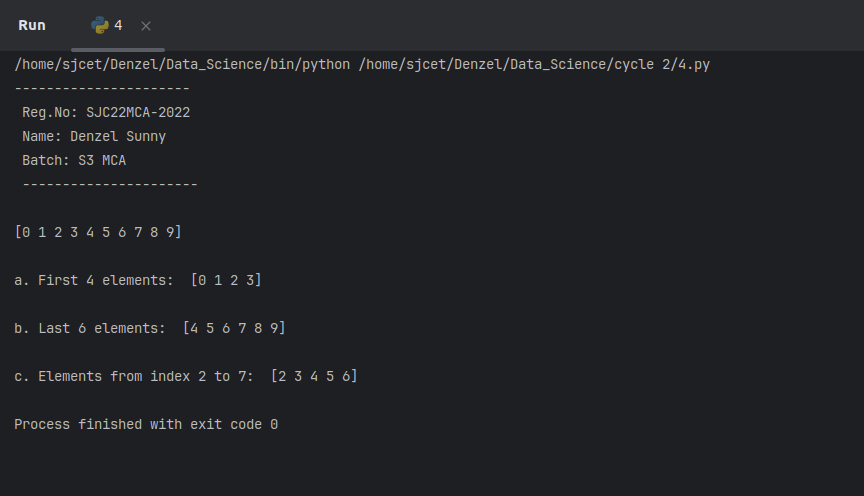 Run 4
/home/sjcet/Denzel/Data_Science/bin/python /home/sjcet/Denzel/Data_Science/cycle 2/4.py
----------------------
Reg.No: SJC22MCA-2022
Name: Denzel Sunny
Batch: S3 MCA
----------------------
[0 1 2 3 4 5 6 7 8 9]
a. First 4 elements:  [0 1 2 3]
b. Last 6 elements:  [4 5 6 7 8 9]
c. Elements from index 2 to 7:  [2 3 4 5 6]
Process finished with exit code 0